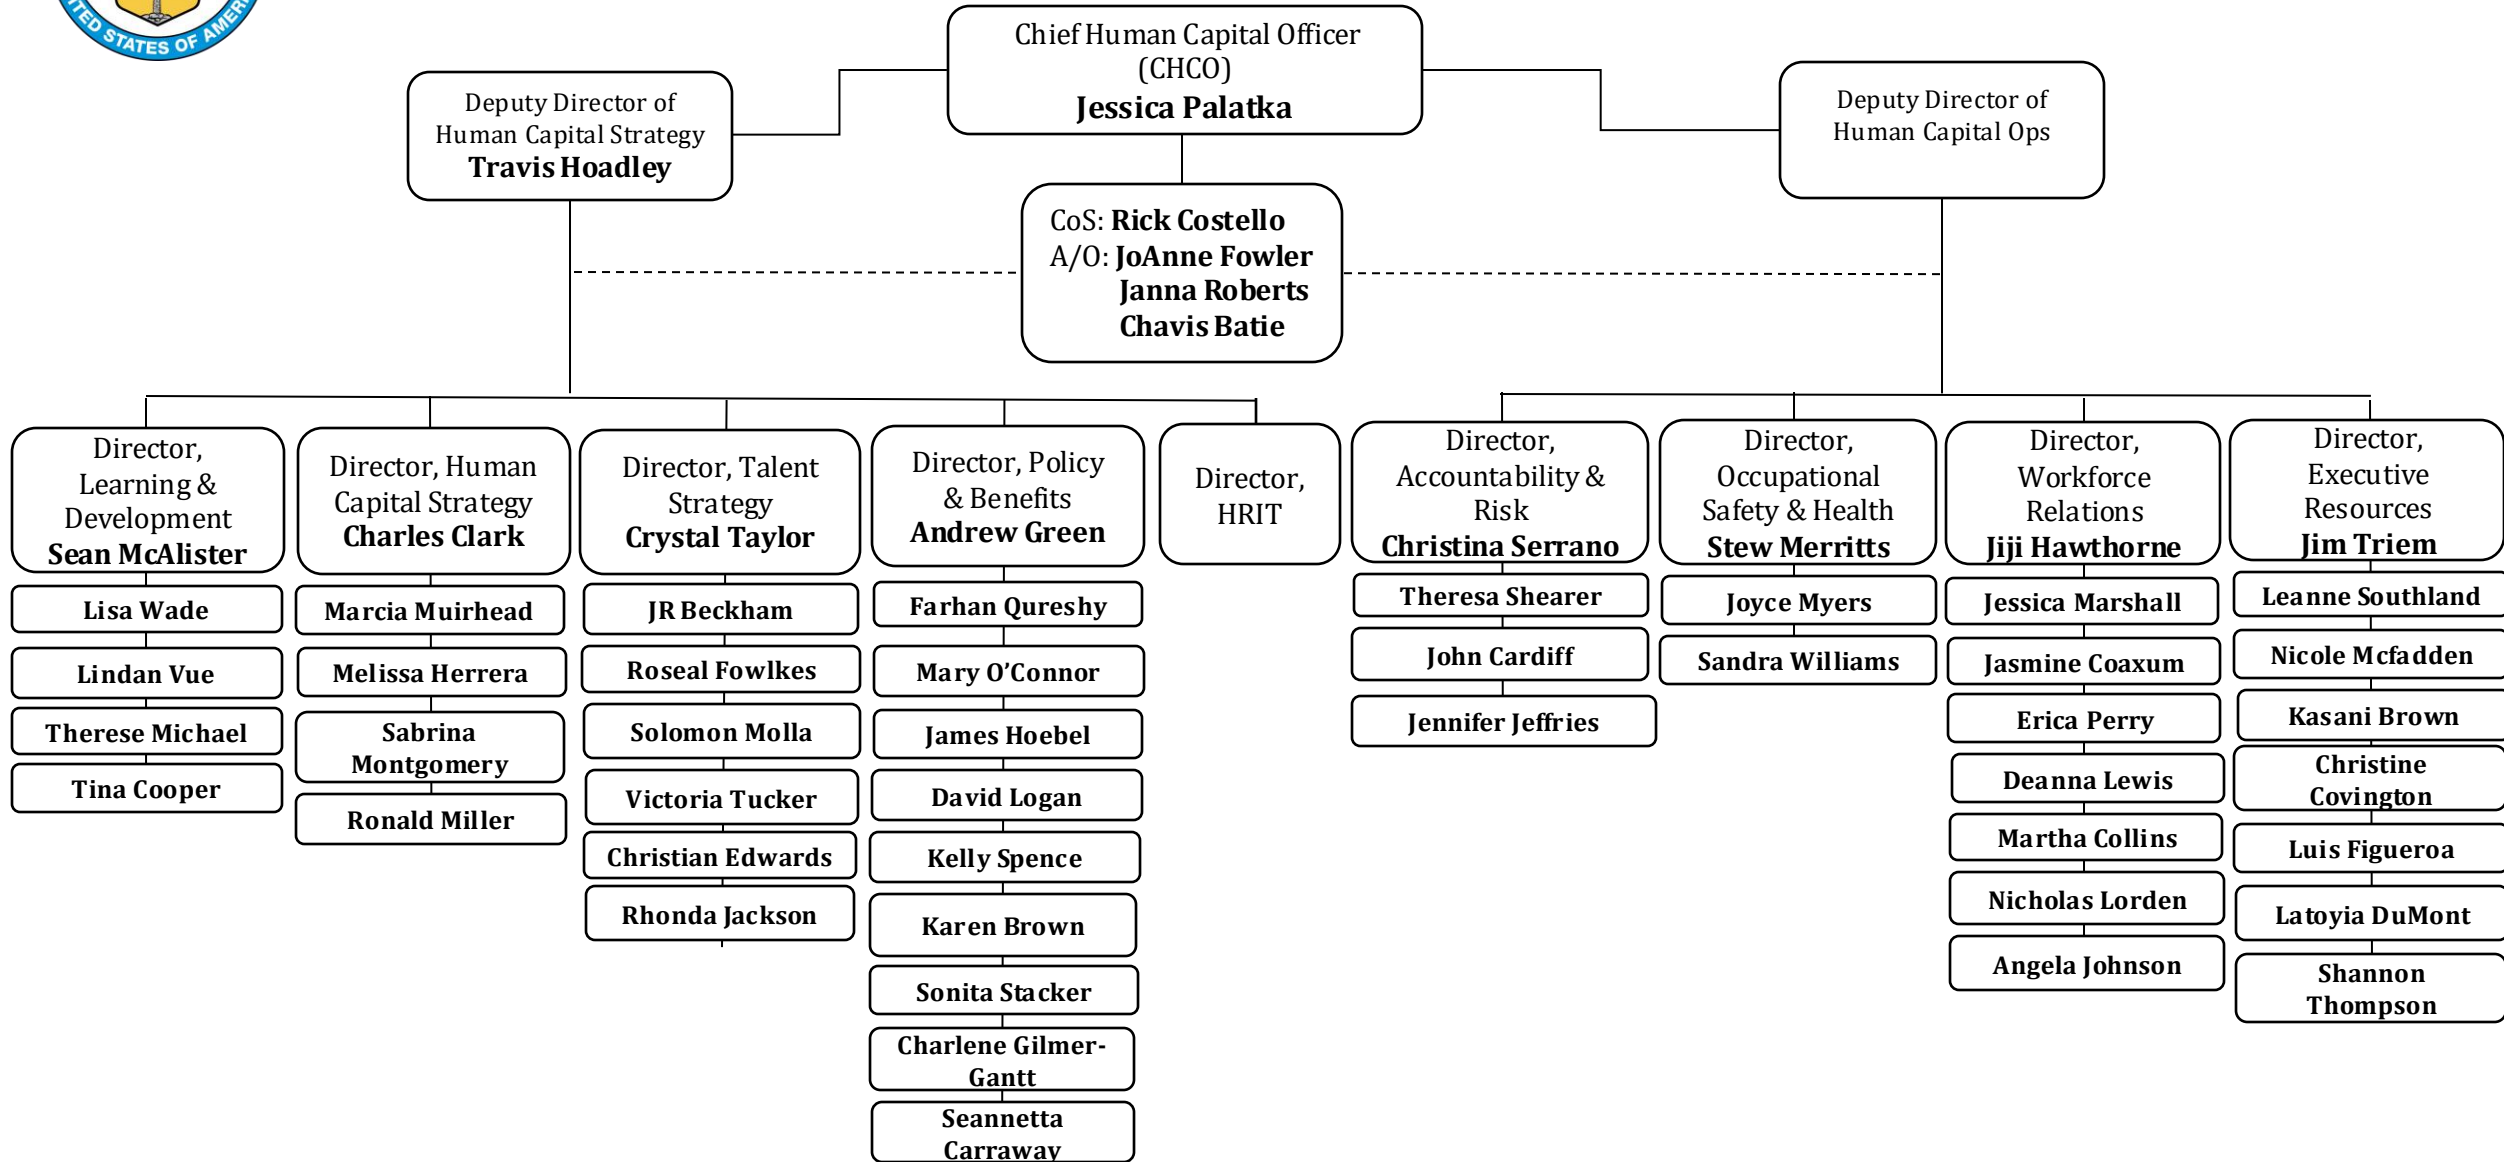 UNITED STATES OF AMERI
Chief Human Capital Officer
(CHCO)
Jessica Palatka
Deputy Director of
Human Capital Strategy
Travis Hoadley
Deputy Director of
Human Capital Ops
CoS: Rick Costello
A/O: JoAnne Fowler
Janna Roberts
Chavis Batie
Director,
Learning &
Development
Sean McAlister
Lisa Wade
Lindan Vue
Therese Michael
Tina Cooper
Director, Human
Capital Strategy
Charles Clark
Marcia Muirhead
Melissa Herrera
Sabrina
Montgomery
Ronald Miller
Director, Talent
Strategy
Crystal Taylor
JR Beckham
Roseal Fowlkes
Solomon Molla
Victoria Tucker
Christian Edwards
Rhonda Jackson
Director, Policy
& Benefits
Andrew Green
Farhan Qureshy
Mary O’Connor
James Hoebel
David Logan
Kelly Spence
Karen Brown
Sonita Stacker
Charlene Gilmer-
Gantt
Seannetta
Carraway
Director,
HRIT
Director,
Accountability &
Risk
Christina Serrano
Theresa Shearer
John Cardiff
Jennifer Jeffries
Director,
Occupational
Safety & Health
Stew Merritts
Joyce Myers
Sandra Williams
Director,
Workforce
Relations
Jiji Hawthorne
Jessica Marshall
Jasmine Coaxum
Erica Perry
Deanna Lewis
Martha Collins
Nicholas Lorden
Angela Johnson
Director,
Executive
Resources
Jim Triem
Leanne Southland
Nicole Mcfadden
Kasani Brown
Christine
Covington
Luis Figueroa
Latoyia DuMont
Shannon
Thompson